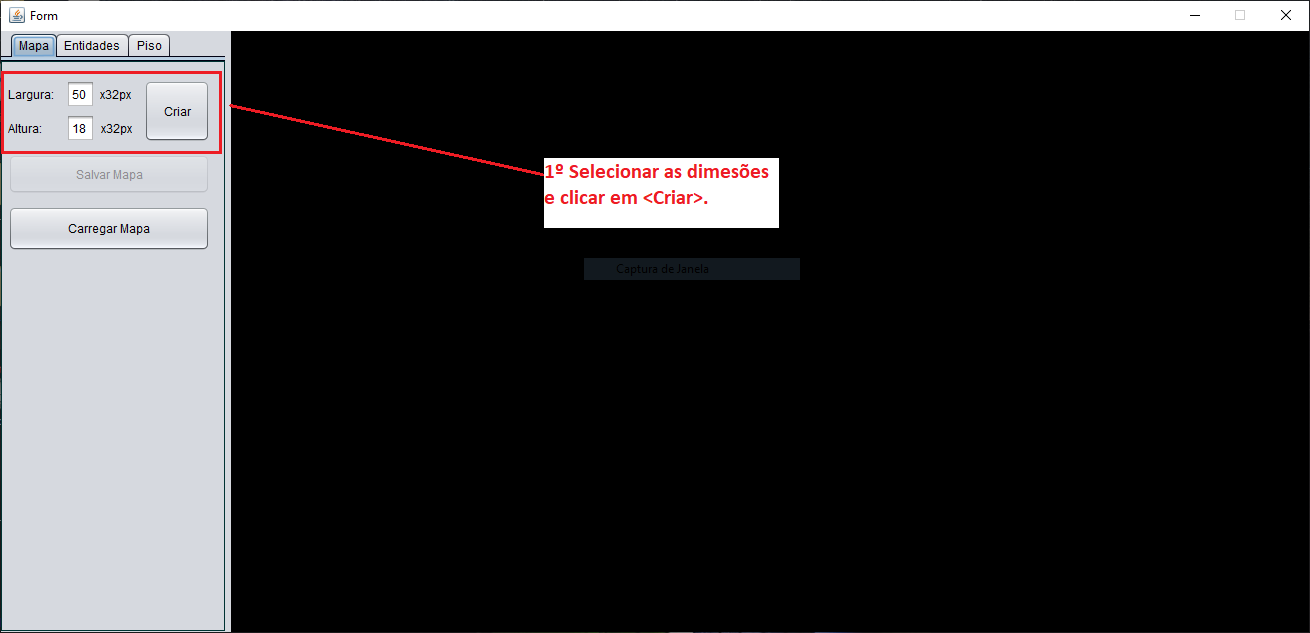 Form
Mapa Entidades Piso
Largura: 50 x32px
Criar
Altura: 18 x32px
Salvar Mapa
Carregar Mapa
1º Selecionar as dimesões
e clicar em <Criar>.
Captura de Janela